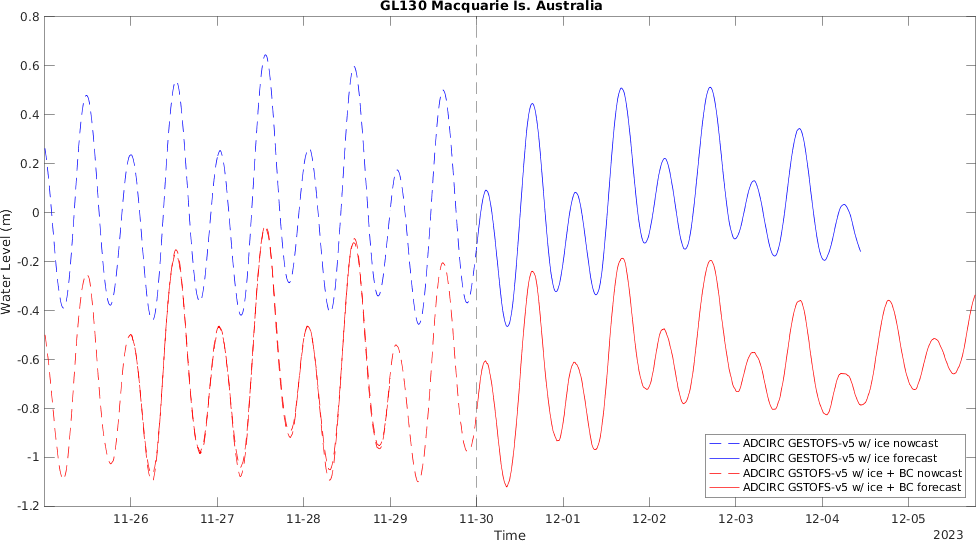 GL130 Macquarie Is. Australia
Water Level (m)
0.8
0.6
0.4
0.2
0
-0.2
-0.4
-0.6
-0.8
-1
-1.2
ADCIRC GESTOFS-v5 w/ ice nowcast
ADCIRC GESTOFS-v5 w/ ice forecast
ADCIRC GSTOFS-v5 w/ ice + BC nowcast
ADCIRC GSTOFS-v5 w/ ice + BC forecast
11-26 11-27 11-28 11-29 11-30 12-01 12-02 12-03 12-04 12-05
Time
2023